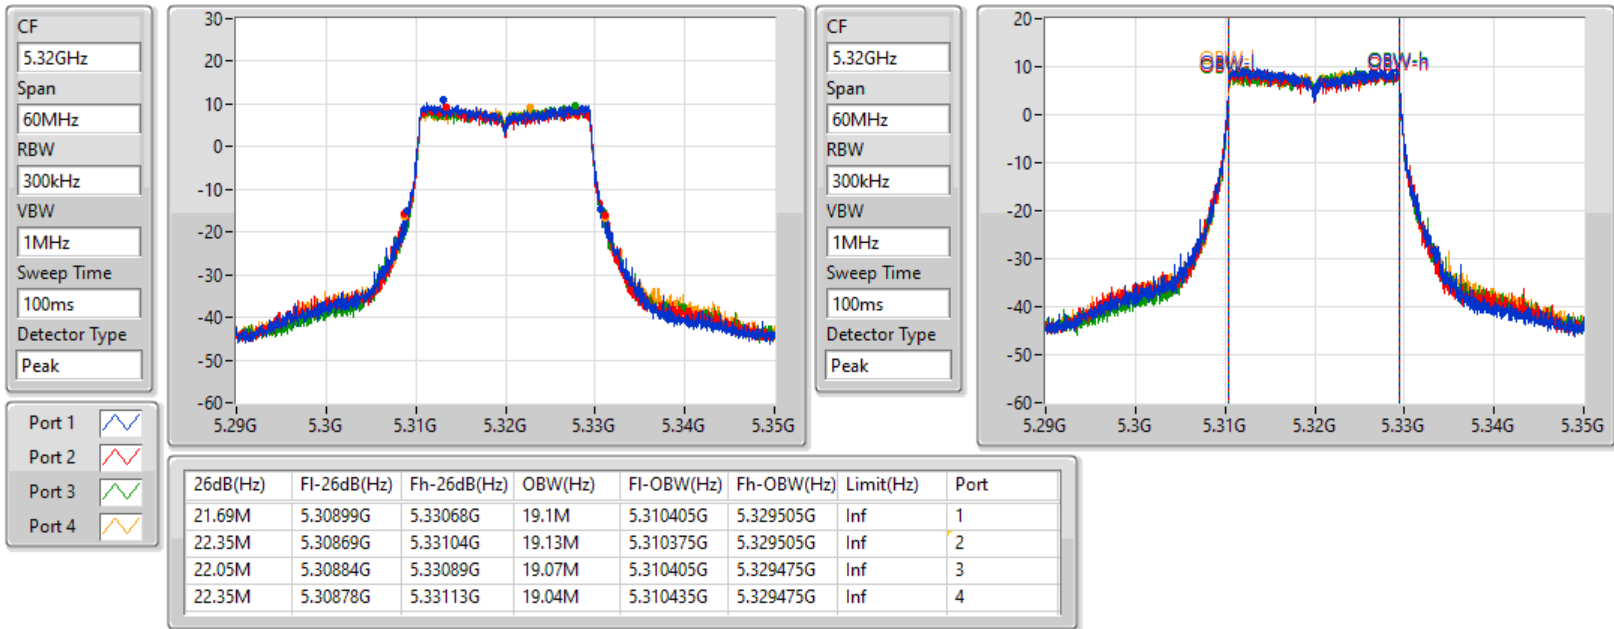 CF
5.32GHz
Span
60MHz
RBW
300kHz
VBW
1MHz
Sweep Time
100ms
Detector Type
Peak
30
20
10
0
-10
-20
-30
-40
-50
-60
5.29G 5.3G 5.31G 5.32G 5.33G 5.34G 5.35G
CF
5.32GHz
Span
60MHz
RBW
300kHz
VBW
1MHz
Sweep Time
100ms
Detector Type
Peak
20
10
0
-10
-20
-30
-40
-50
-60
OBW-l OBW-h
5.29G 5.3G 5.31G 5.32G 5.33G 5.34G 5.35G
Port 1
Port 2
Port 3
Port 4
26dB(Hz) Fl-26dB(Hz) Fh-26dB(Hz) OBW(Hz) Fl-OBW(Hz) Fh-OBW(Hz) Limit(Hz) Port
21.69M 5.30899G 5.33068G 19.1M 5.310405G 5.329505G Inf 1
22.35M 5.30869G 5.33104G 19.13M 5.310375G 5.329505G Inf 2
22.05M 5.30884G 5.33089G 19.07M 5.310405G 5.329475G Inf 3
22.35M 5.30878G 5.33113G 19.04M 5.310435G 5.329475G Inf 4